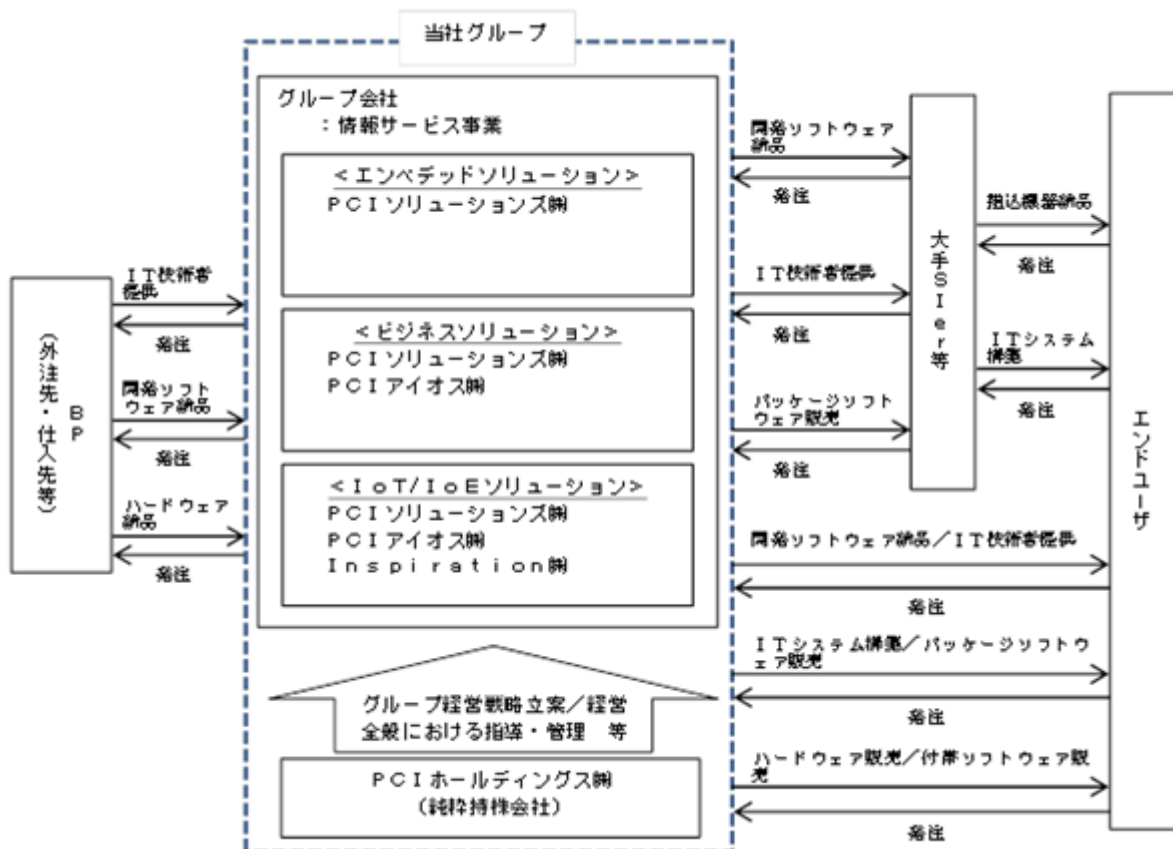 当社グループ
グループ会社
：情報サービス事業
＜エンベデッドソリューション＞
ＰＣＩソリューションズ㈱
＜ビジネスソリューション＞
ＰＣＩソリューションズ㈱
ＰＣＩアイオス㈱
＜ＩｏＴ/ＩｏＥソリューション＞
ＰＣＩソリューションズ㈱
ＰＣＩアイオス㈱
Ｉｎｓｐｉｒａｔｉｏｎ㈱
グループ経営戦略立案／経営
全般における指導・管理　等
ＰＣＩホールディングス㈱
（純粋持株会社）
ＢＰ
（外注先・仕入先等）
ＩＴ技術者
提供
発注
開発ソフト
ウェア納品
発注
ハードウェア
納品
発注
開発ソフトウェア
納品
発注
ＩＴ技術者提供
発注
パッケージソフト
ウェア販売
発注
大手ＳＩｅｒ等
組込機器納品
発注
ＩＴシステム
構築
発注
開発ソフトウェア納品／ＩＴ技術者提供
発注
ＩＴシステム構築／パッケージソフトウ
ェア販売
発注
ハードウェア販売／付帯ソフトウェア販
売
発注
エンドユーザ